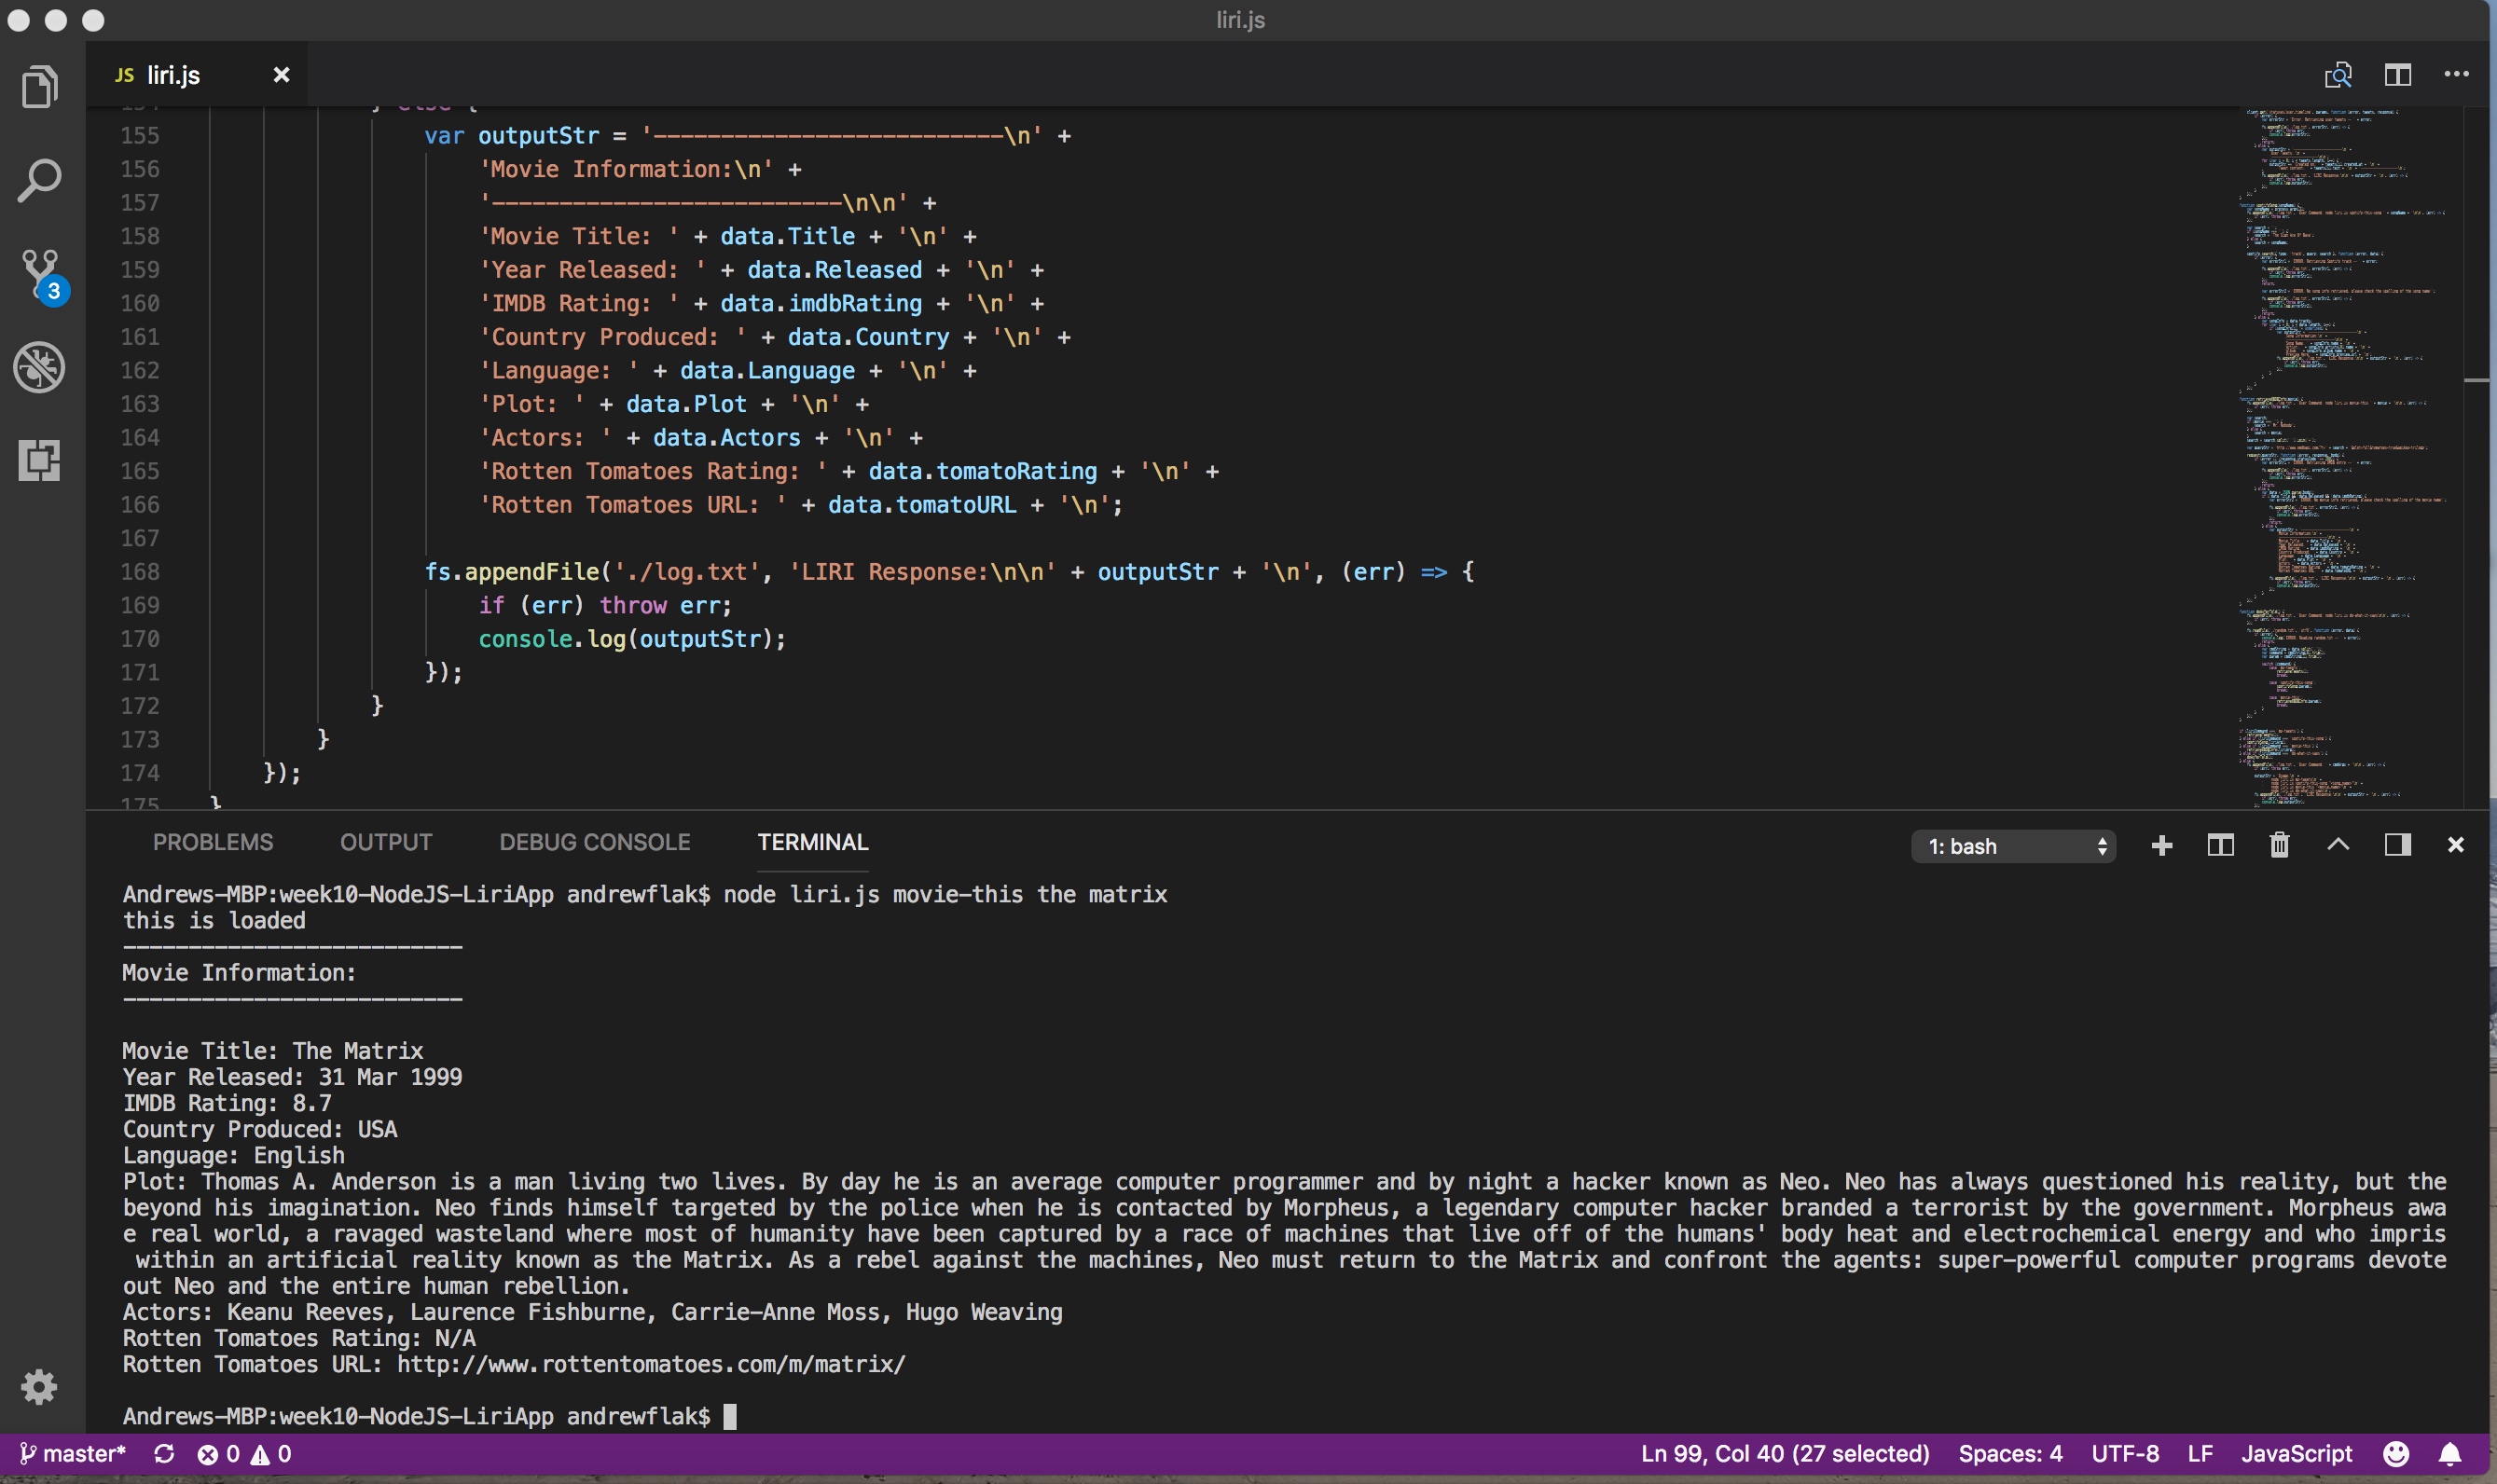 liri.js
JS liri.js
155 var outputStr = '--------------------------\n' +
156 'Movie Information:\n' +
157 '--------------------------\n\n' +
158 'Movie Title: ' + data.Title + '\n' +
159 'Year Released: ' + data.Released + '\n' +
160 'IMDB Rating: ' + data.imdbRating + '\n' +
161 'Country Produced: ' + data.Country + '\n' +
162 'Language: ' + data.Language + '\n' +
163 'Plot: ' + data.Plot + '\n' +
164 'Actors: ' + data.Actors + '\n' +
165 'Rotten Tomatoes Rating: ' + data.tomatoRating + '\n' +
166 'Rotten Tomatoes URL: ' + data.tomatoURL + '\n';
167
168 fs.appendFile('./log.txt', 'LIRI Response:\n\n' + outputStr + '\n', (err) => {
169 if (err) throw err;
170 console.log(outputStr);
171 });
172 }
173 }
174 });
175 }
3
PROBLEMS OUTPUT DEBUG CONSOLE TERMINAL 1: bash
Andrews-MBP:week10-NodeJS-LiriApp andrewflak$ node liri.js movie-this the matrix
this is loaded
--------------------------
Movie Information:
--------------------------
Movie Title: The Matrix
Year Released: 31 Mar 1999
IMDB Rating: 8.7
Country Produced: USA
Language: English
Plot: Thomas A. Anderson is a man living two lives. By day he is an average computer programmer and by night a hacker known as Neo. Neo has always questioned his reality, but the
beyond his imagination. Neo finds himself targeted by the police when he is contacted by Morpheus, a legendary computer hacker branded a terrorist by the government. Morpheus awa
e real world, a ravaged wasteland where most of humanity have been captured by a race of machines that live off of the humans' body heat and electrochemical energy and who impris
within an artificial reality known as the Matrix. As a rebel against the machines, Neo must return to the Matrix and confront the agents: super-powerful computer programs devote
out Neo and the entire human rebellion.
Actors: Keanu Reeves, Laurence Fishburne, Carrie-Anne Moss, Hugo Weaving
Rotten Tomatoes Rating: N/A
Rotten Tomatoes URL: http://www.rottentomatoes.com/m/matrix/
Andrews-MBP:week10-NodeJS-LiriApp andrewflak$
master* 0 0 Ln 99, Col 40 (27 selected) Spaces: 4 UTF-8 LF JavaScript